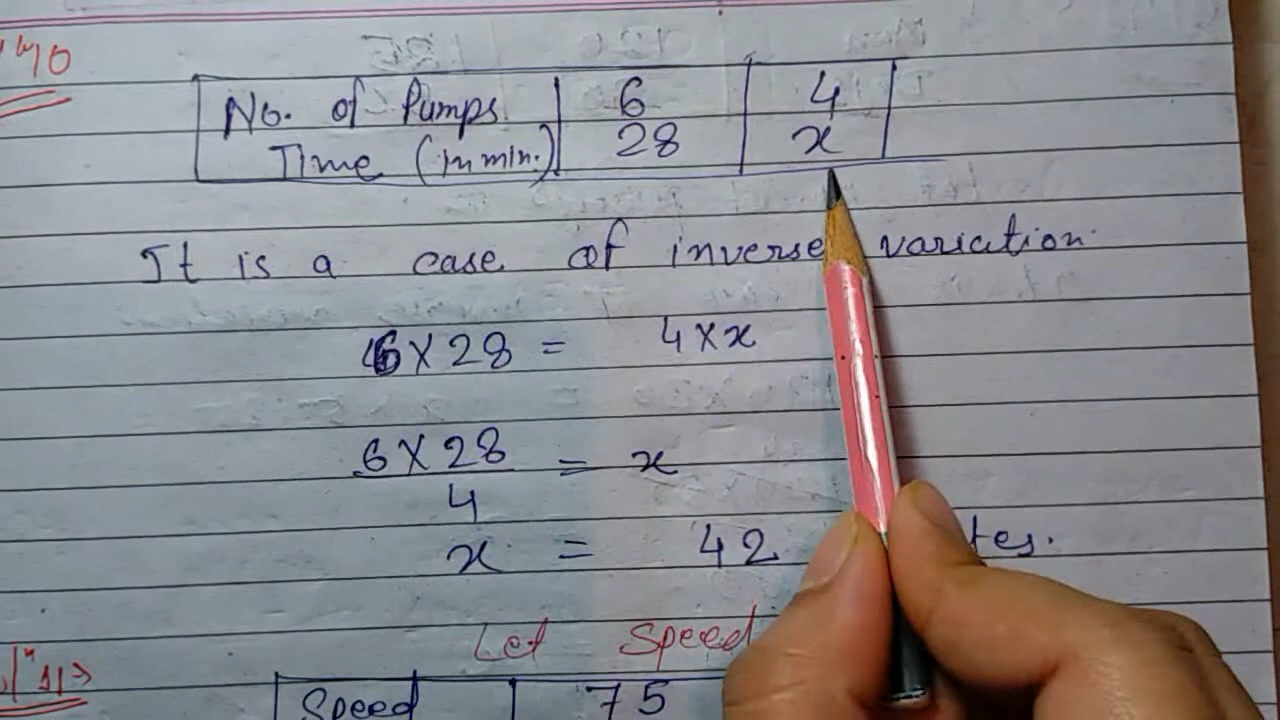 No. of Pumps 6 4
Time (in min.) 28 x
It is a case of inverse variation.
6 x 28 = 4 x x
6 x 28 = x
4
x = 42 tes.
Let Speed
Speed 75